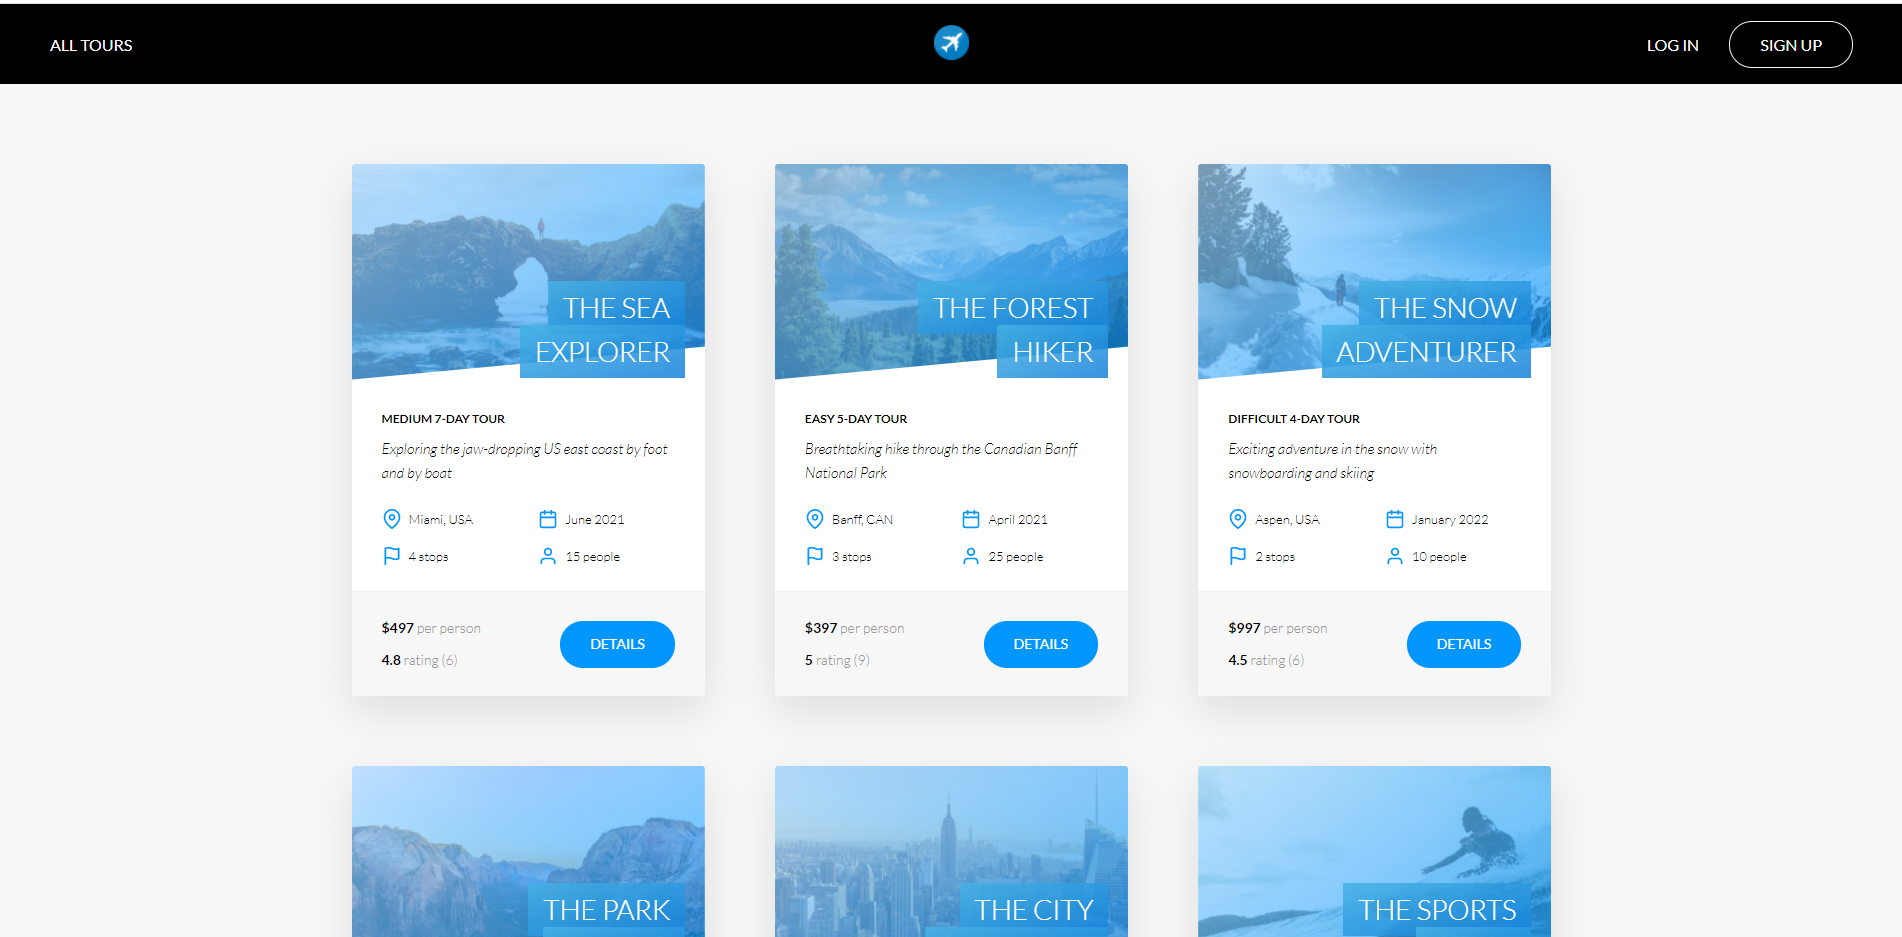 ALL TOURS
LOG IN
SIGN UP
THE SEA
EXPLORER
MEDIUM 7-DAY TOUR
Exploring the jaw-dropping US east coast by foot
and by boat
Miami, USA
June 2021
4 stops
15 people
$497 per person
4.8 rating (6)
DETAILS
THE FOREST
HIKER
EASY 5-DAY TOUR
Breathtaking hike through the Canadian Banff
National Park
Banff, CAN
April 2021
3 stops
25 people
$397 per person
5 rating (9)
DETAILS
THE SNOW
ADVENTURER
DIFFICULT 4-DAY TOUR
Exciting adventure in the snow with
snowboarding and skiing
Aspen, USA
January 2022
2 stops
10 people
$997 per person
4.5 rating (6)
DETAILS
THE PARK
THE CITY
THE SPORTS